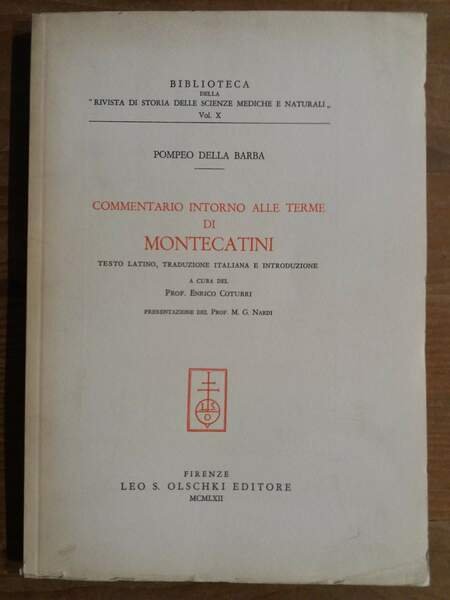 BIBLIOTECA
DELLA
"RIVISTA DI STORIA DELLE SCIENZE MEDICHE E NATURALI„
Vol. X
POMPEO DELLA BARBA
COMMENTARIO INTORNO ALLE TERME
DI
MONTECATINI
TESTO LATINO, TRADUZIONE ITALIANA E INTRODUZIONE
A CURA DEL
PROF. ENRICO COTURRI
PRESENTAZIONE DEL PROF. M. G. NARDI
L S
O
FIRENZE
LEO S. OLSCHKI EDITORE
MCMLXII